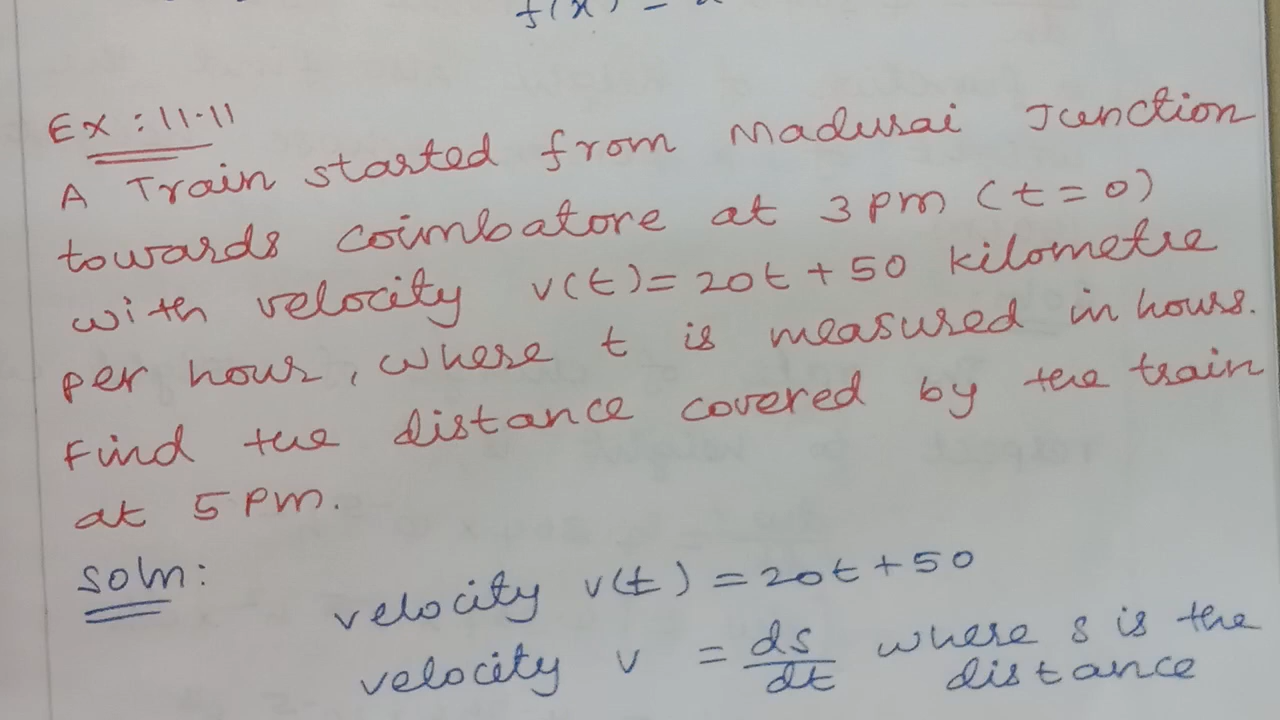 f(x) =
Ex : 11.11
A Train started from Madurai Junction
towards Coimbatore at 3 pm (t = 0)
with velocity v(t) = 20t + 50 kilometre
per hour, where t is measured in hours.
Find the distance covered by the train
at 5 pm.
Soln:
velocity v(t) = 20t + 50
velocity v = ds/dt where s is the
distance